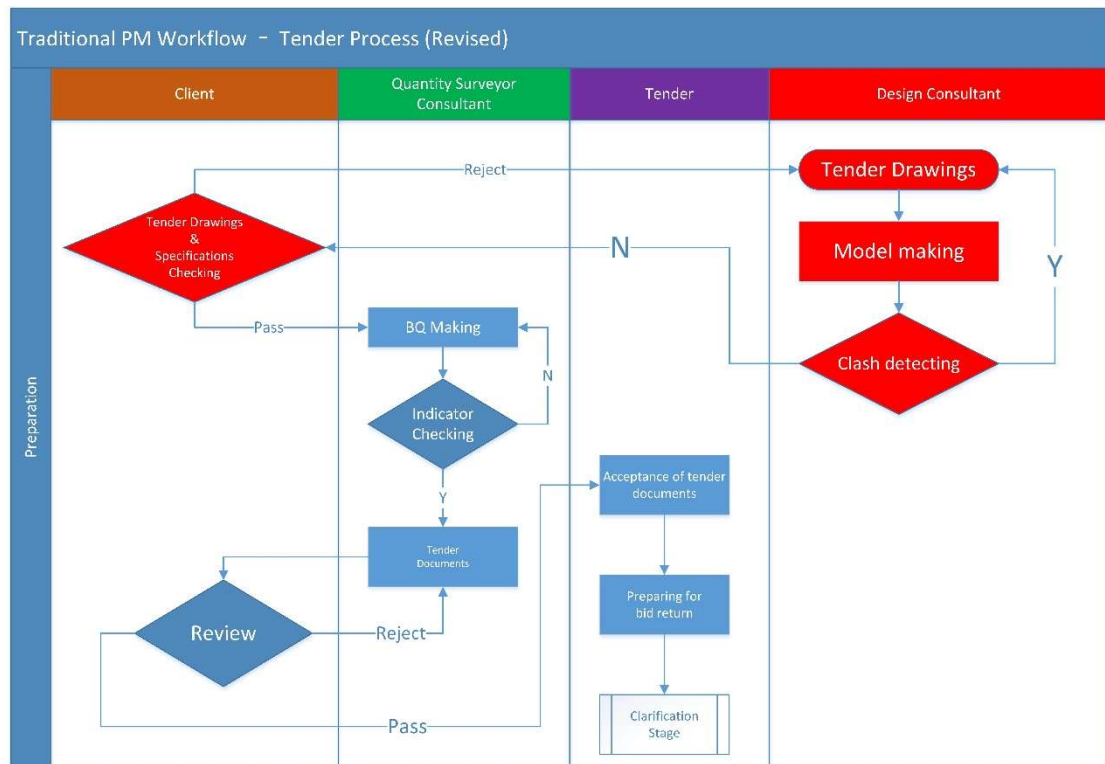 Traditional PM Workflow - Tender Process (Revised)
Client
Quantity Surveyor
Consultant
Tender
Design Consultant
Preparation
Reject
Tender Drawings
Tender Drawings
&
Specifications
Checking
N
Model making
Y
Pass
BQ Making
Clash detecting
N
Indicator
Checking
Y
Acceptance of tender
documents
Tender
Documents
Preparing for
bid return
Review
Reject
Pass
Clarification
Stage